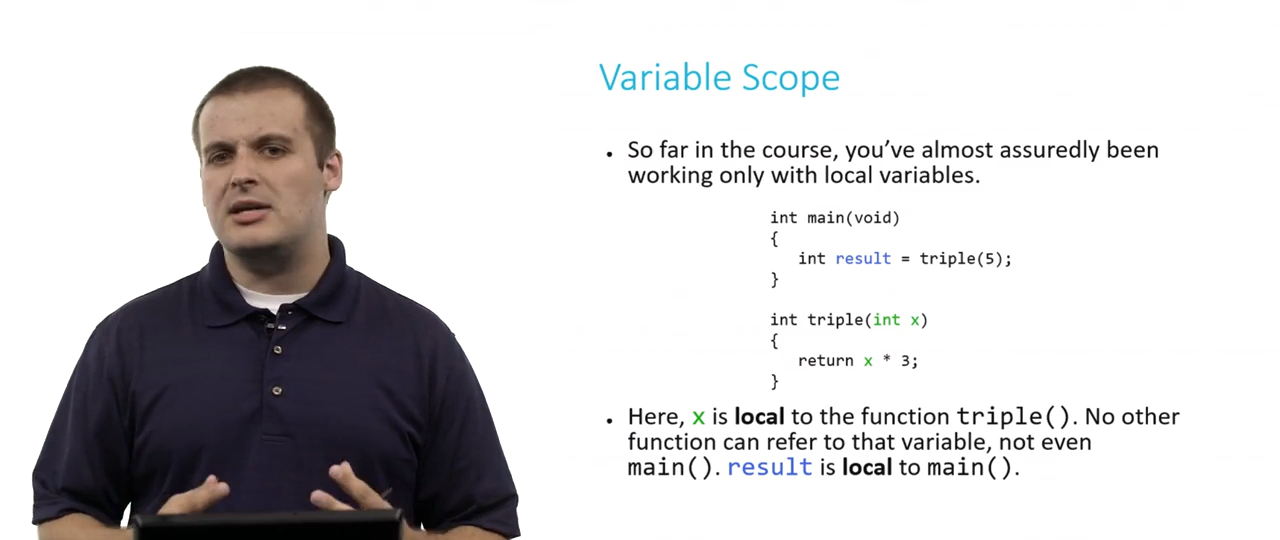 Variable Scope
• So far in the course, you’ve almost assuredly been
working only with local variables.
int main(void)
{
int result = triple(5);
}
int triple(int x)
{
return x * 3;
}
• Here, x is local to the function triple(). No other
function can refer to that variable, not even
main(). result is local to main().